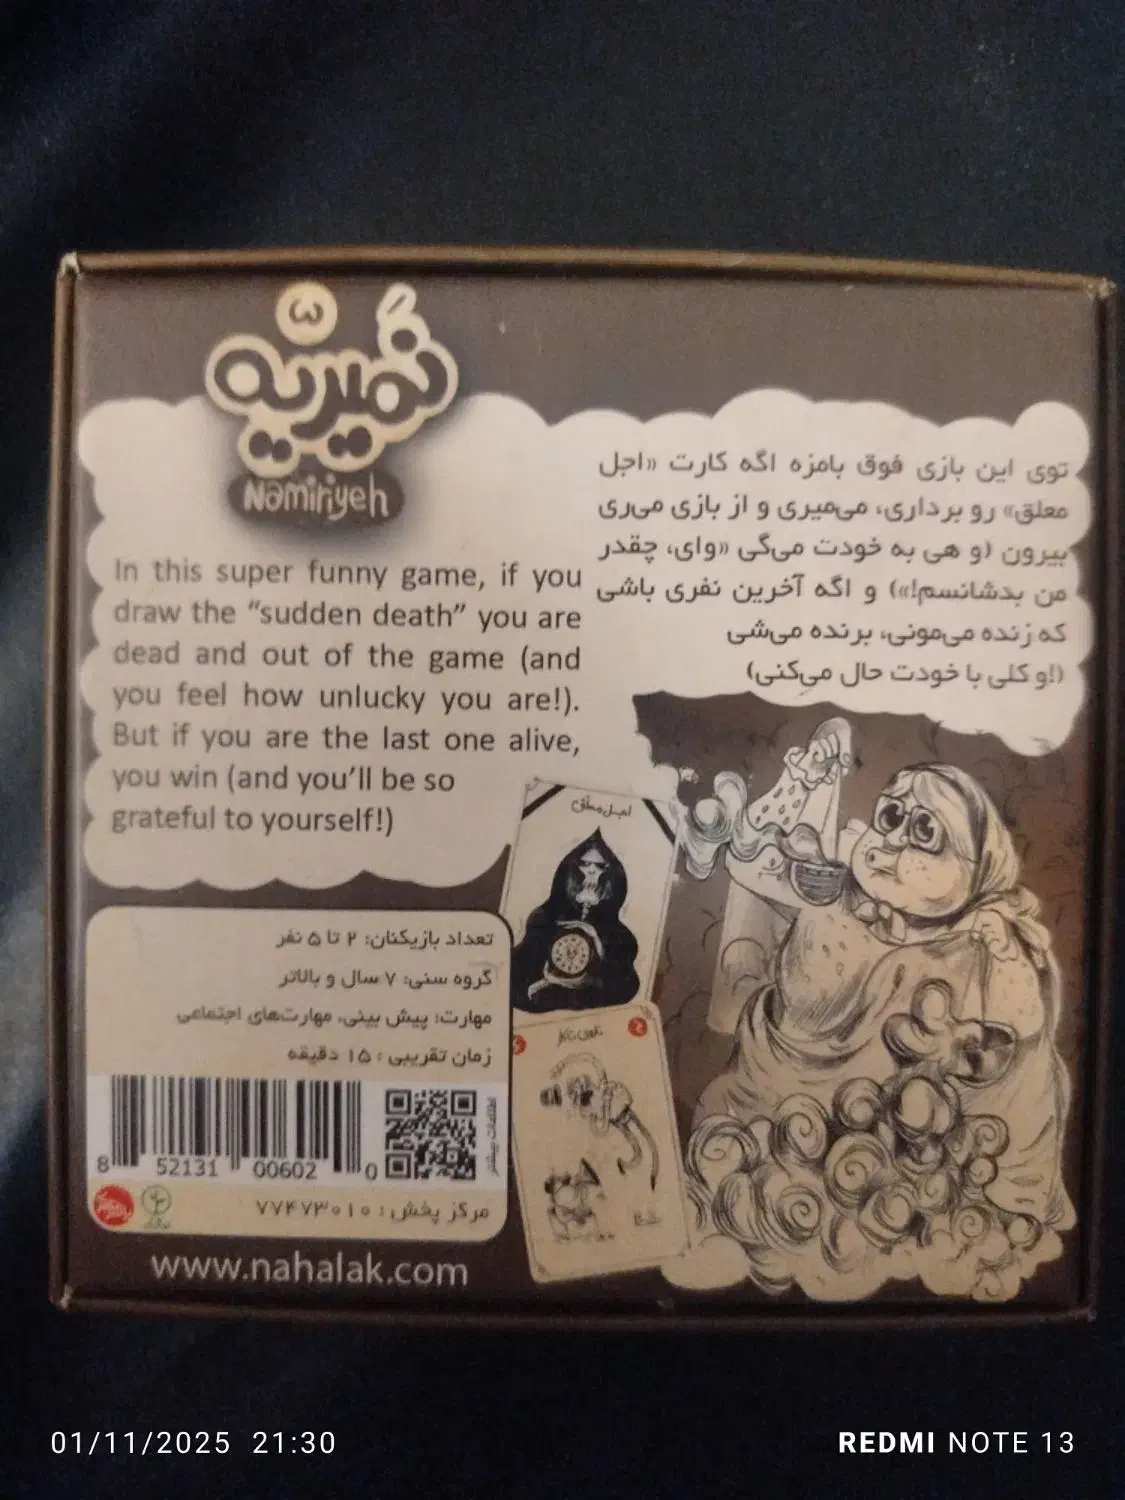 ۵
نمیریه
Namiriyeh
توی این بازی فوق بامزه اگه کارت «اجل
معلق» رو برداری، می‌میری و از بازی می‌ری
بیرون (و هی به خودت می‌گی «وای، چقدر
من بدشانسم!») و اگه آخرین نفری باشی
که زنده می‌مونی، برنده می‌شی
(!و کلی با خودت حال می‌کنی)
In this super funny game, if you
draw the “sudden death” you are
dead and out of the game (and
you feel how unlucky you are!).
But if you are the last one alive,
you win (and you’ll be so
grateful to yourself!)
اجل معلق
تعداد بازیکنان: ۲ تا ۵ نفر
گروه سنی: ۷ سال و بالاتر
مهارت: پیش بینی، مهارت‌های اجتماعی
زمان تقریبی: ۱۵ دقیقه
8 52131 00602 0
اطلاعات بیشتر
مرکز پخش: ۷۷۴۷۳۰۱۰
www.nahalak.com
01/11/2025 21:30
REDMI NOTE 13